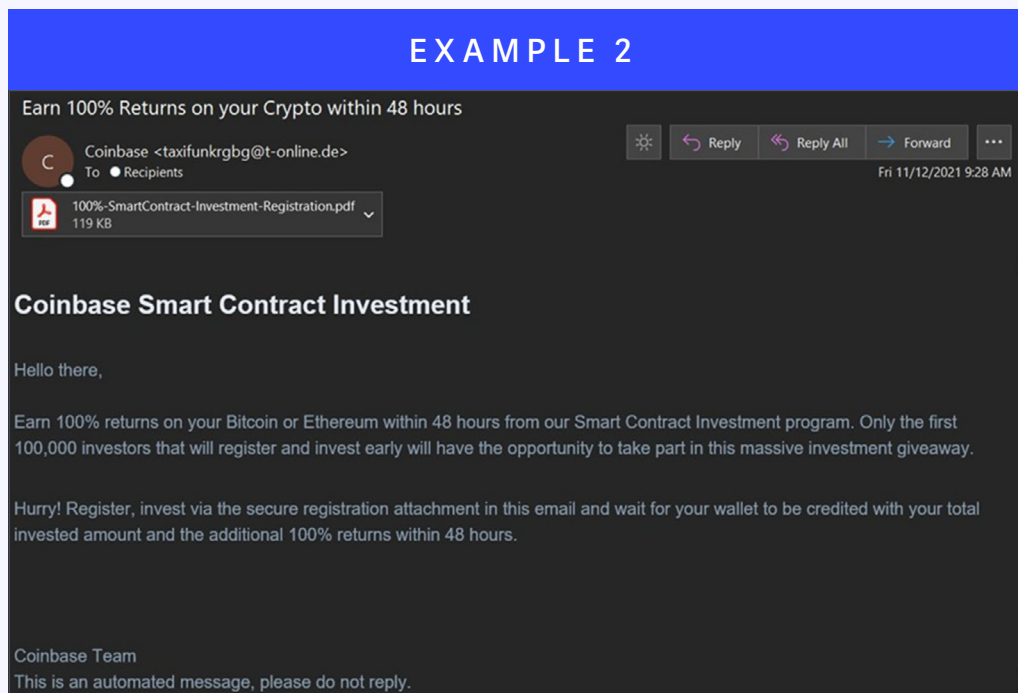 EXAMPLE 2
Earn 100% Returns on your Crypto within 48 hours
C
Coinbase <taxifunkrgbg@t-online.de>
To Recipients
Reply
Reply All
Forward
Fri 11/12/2021 9:28 AM
PDF
100%-SmartContract-Investment-Registration.pdf
119 KB
Coinbase Smart Contract Investment
Hello there,
Earn 100% returns on your Bitcoin or Ethereum within 48 hours from our Smart Contract Investment program. Only the first
100,000 investors that will register and invest early will have the opportunity to take part in this massive investment giveaway.
Hurry! Register, invest via the secure registration attachment in this email and wait for your wallet to be credited with your total
invested amount and the additional 100% returns within 48 hours.
Coinbase Team
This is an automated message, please do not reply.